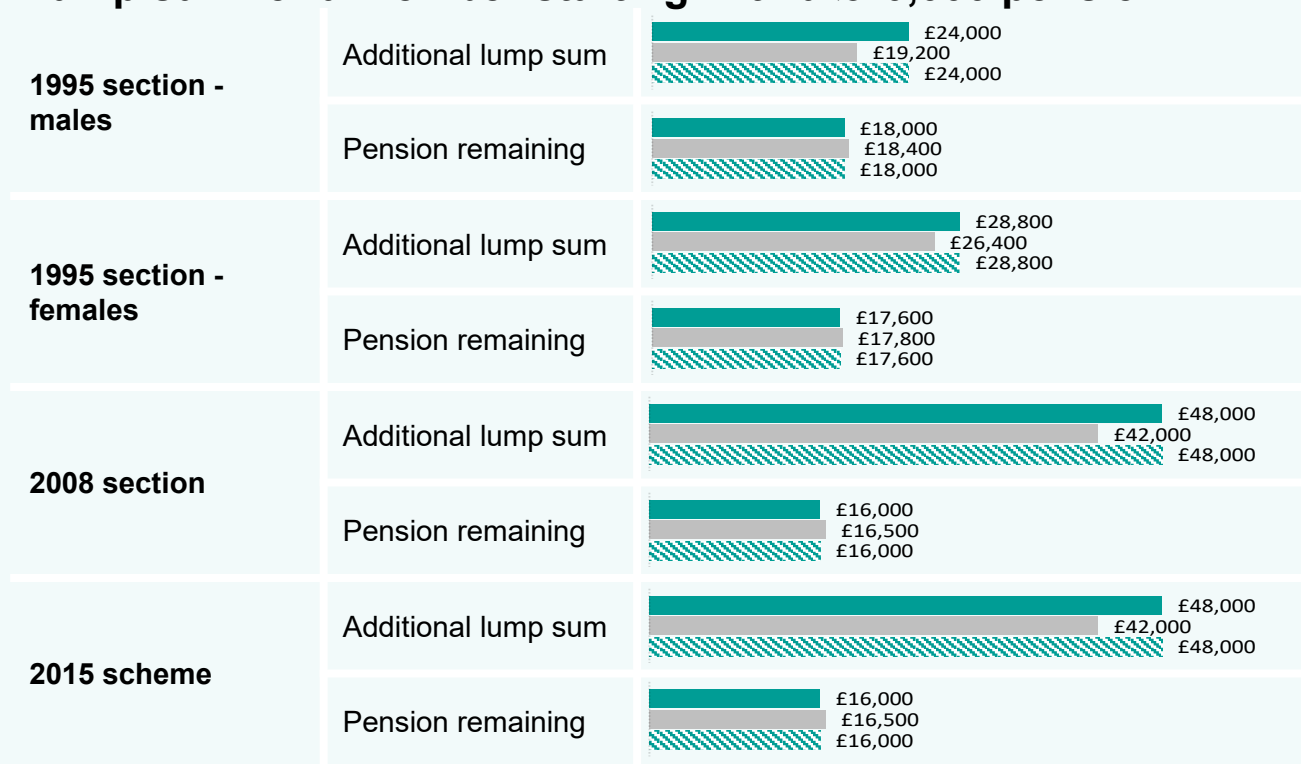 Additional lump sum
£24,000
£19,200
£24,000
1995 section -
males
Pension remaining
£18,000
£18,400
£18,000
Additional lump sum
£28,800
£26,400
£28,800
1995 section -
females
Pension remaining
£17,600
£17,800
£17,600
Additional lump sum
£48,000
£42,000
£48,000
2008 section
Pension remaining
£16,000
£16,500
£16,000
Additional lump sum
£48,000
£42,000
£48,000
2015 scheme
Pension remaining
£16,000
£16,500
£16,000